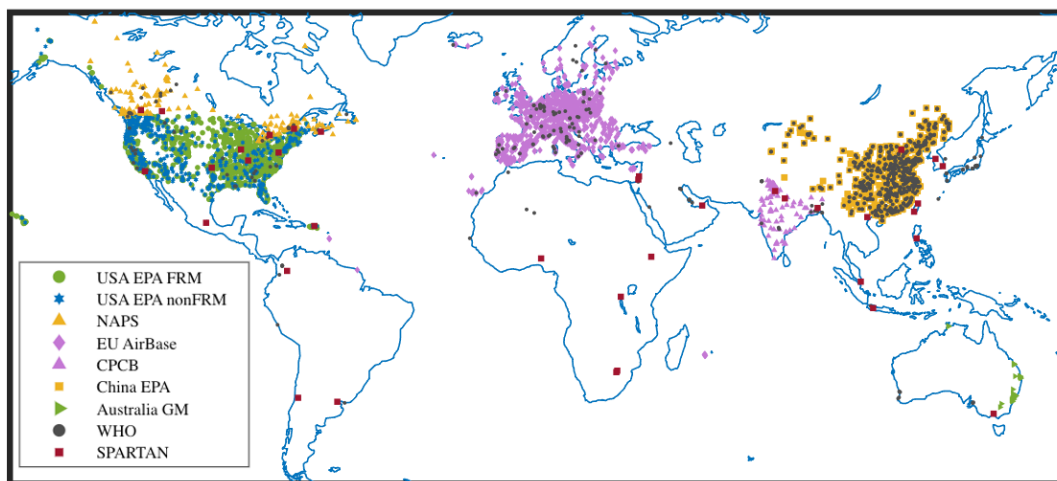 USA EPA FRM
USA EPA nonFRM
NAPS
EU AirBase
CPCB
China EPA
Australia GM
WHO
SPARTAN